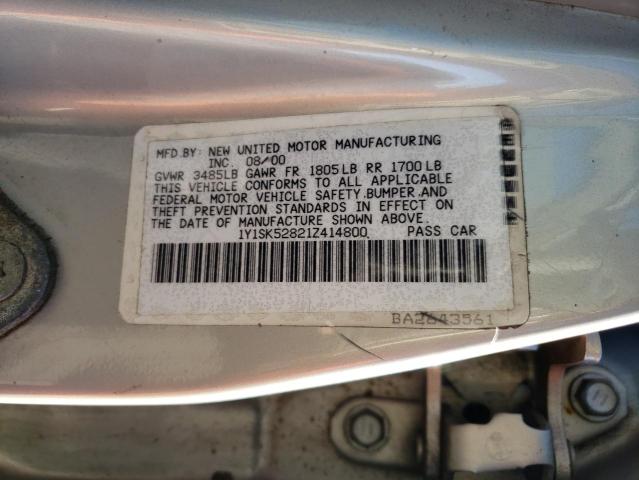 MFD.BY: NEW UNITED MOTOR MANUFACTURING
INC. 08/00
GVWR 3485LB GAWR FR 1805LB RR 1700LB
THIS VEHICLE CONFORMS TO ALL APPLICABLE
FEDERAL MOTOR VEHICLE SAFETY.BUMPER,AND
THEFT PREVENTION STANDARDS IN EFFECT ON
THE DATE OF MANUFACTURE SHOWN ABOVE.
1Y1SK52821Z414800 PASS CAR
BA2643561